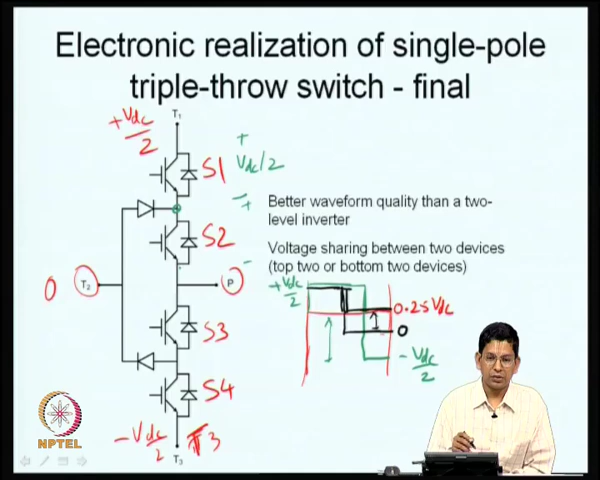 Electronic realization of single-pole
triple-throw switch - final
T1
+Vdc/2
S1
+
Vdc/2
-
+
S2
-
Better waveform quality than a two-
level inverter
Voltage sharing between two devices
(top two or bottom two devices)
0
T2
P
+Vdc/2
0.25Vdc
0
-Vdc/2
S3
S4
-Vdc/2
T3
T3
NPTEL